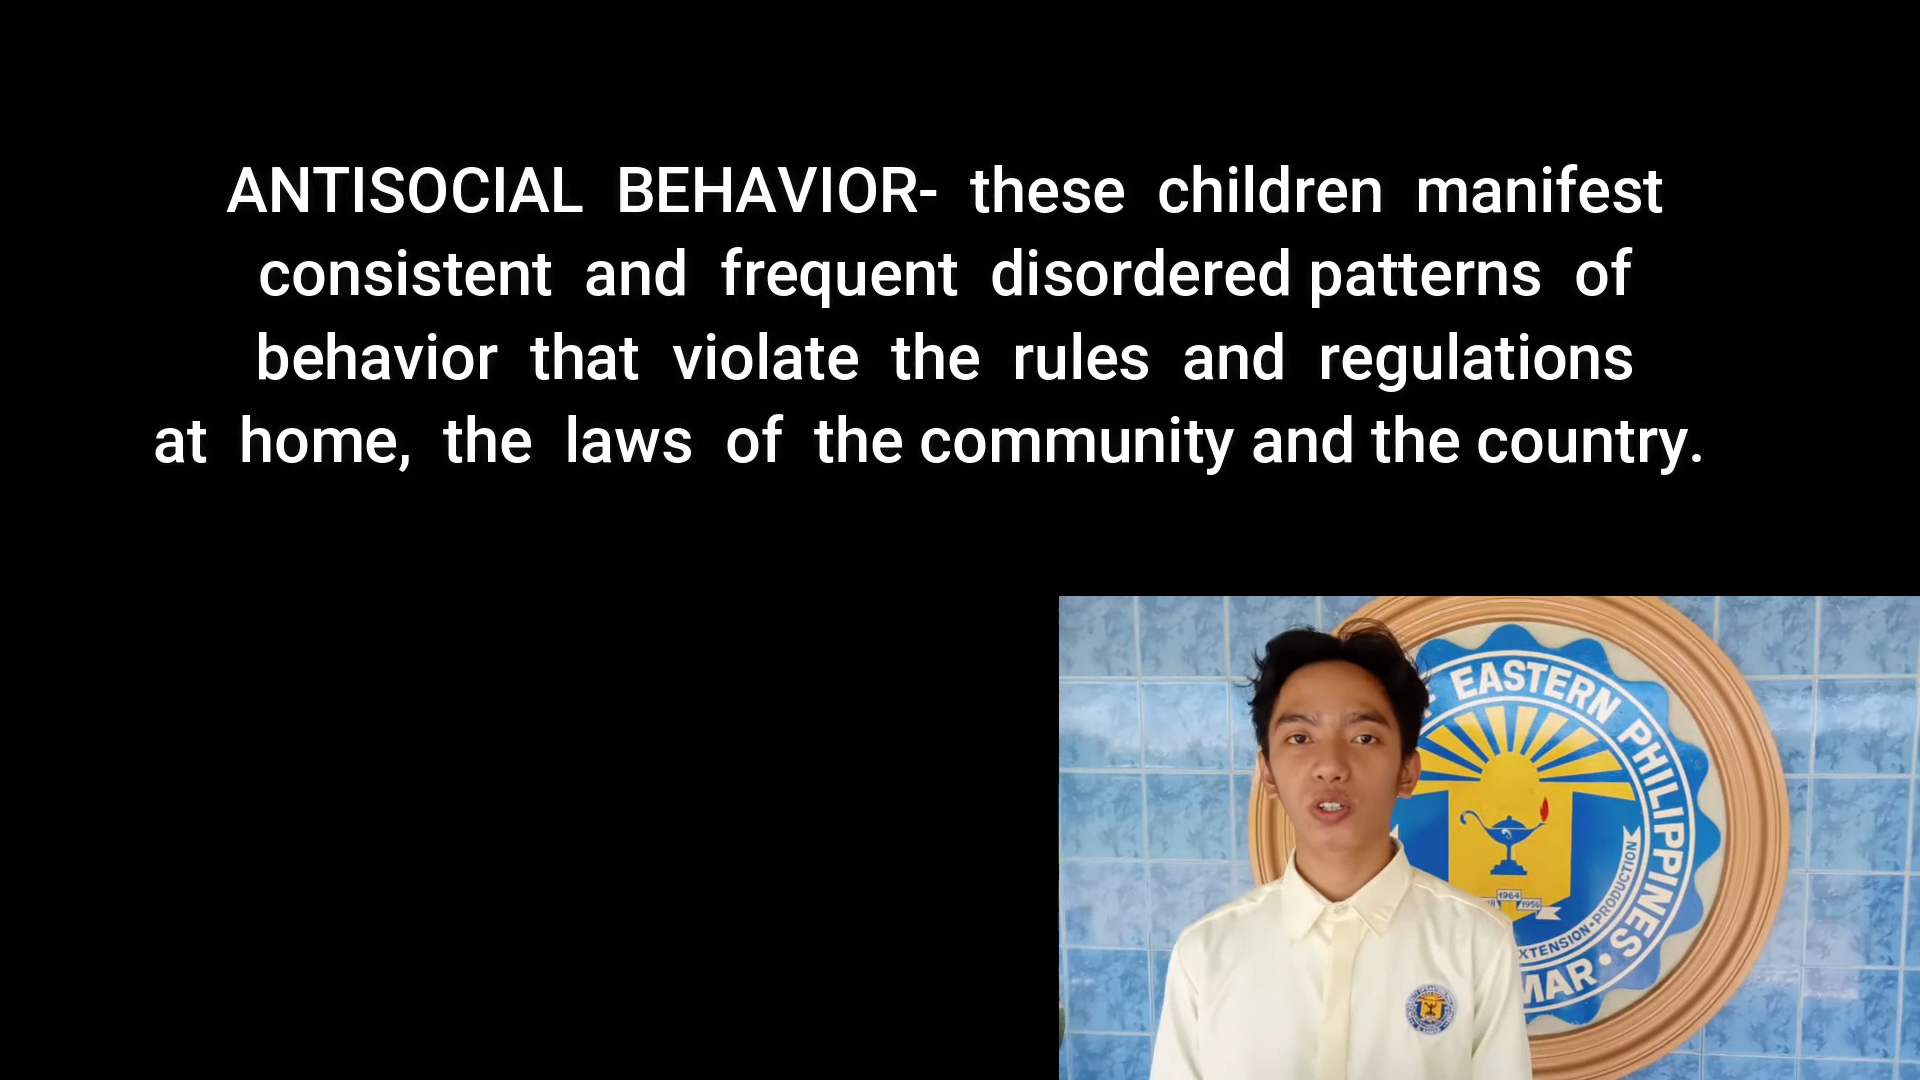 ANTISOCIAL BEHAVIOR- these children manifest
consistent and frequent disordered patterns of
behavior that violate the rules and regulations
at home, the laws of the community and the country.
EASTERN PHILIPPINES
1964
1956
EXTENSION•PRODUCTION